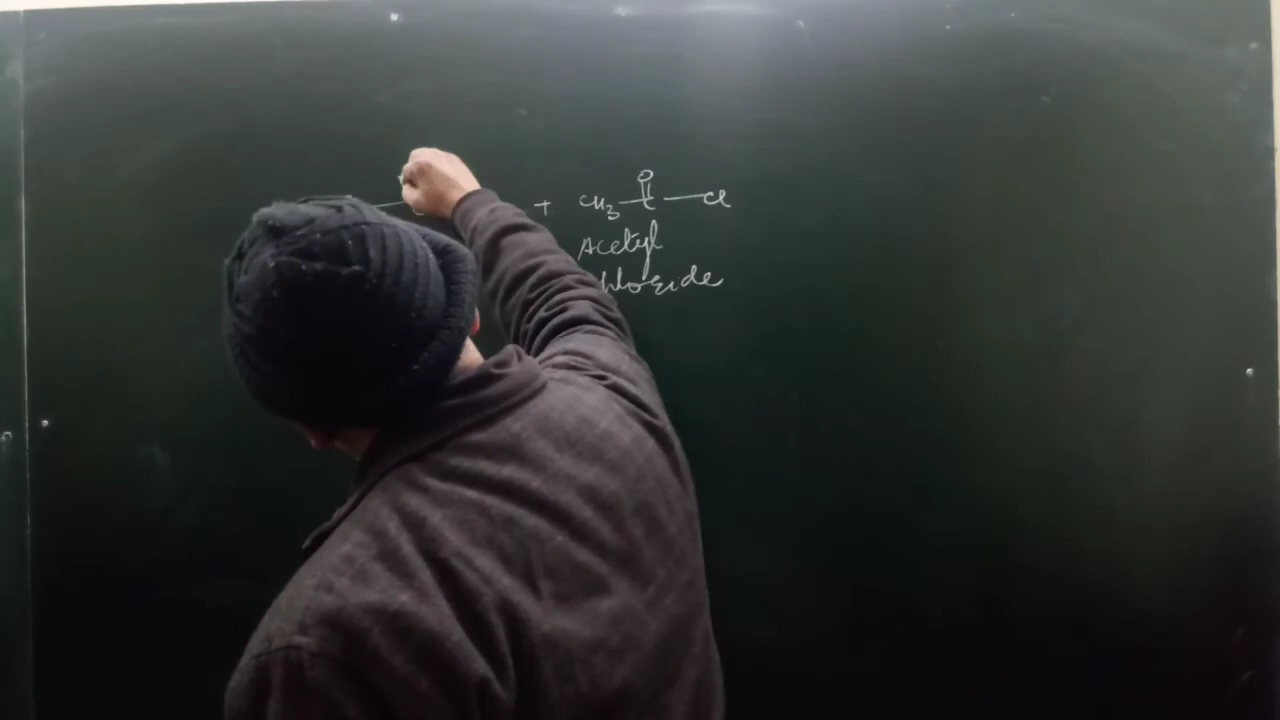 O
+ CH3—C—Cl
Acetyl
chloride